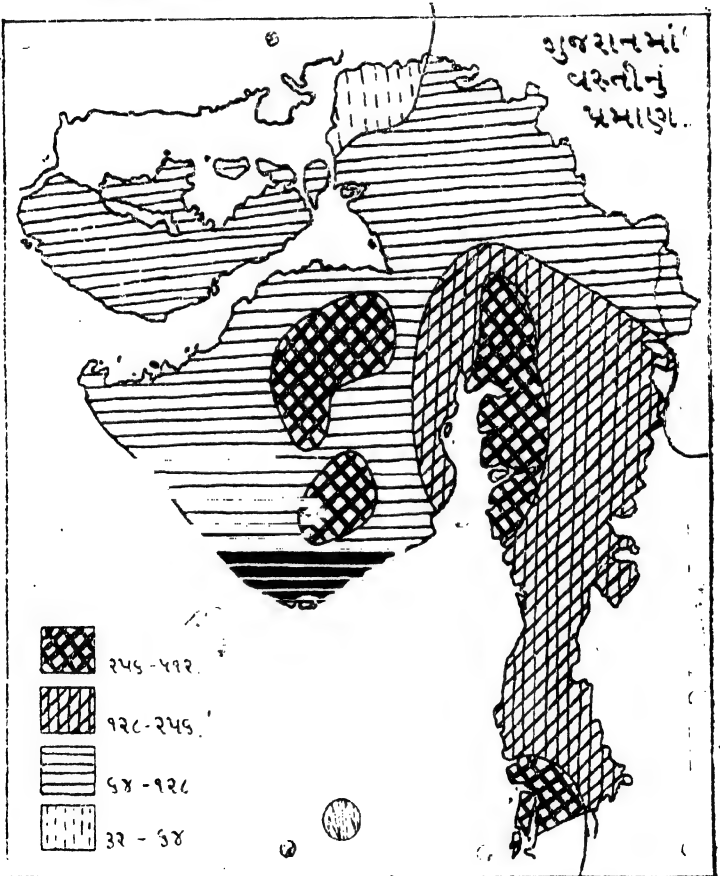 ગુજરાતમાં
વસ્તીનું
પ્રમાણ.
૨૫૬-૫૧૨.
૧૨૮-૨૫૬.
૬૪-૧૨૮
૩૨ - ૬૪